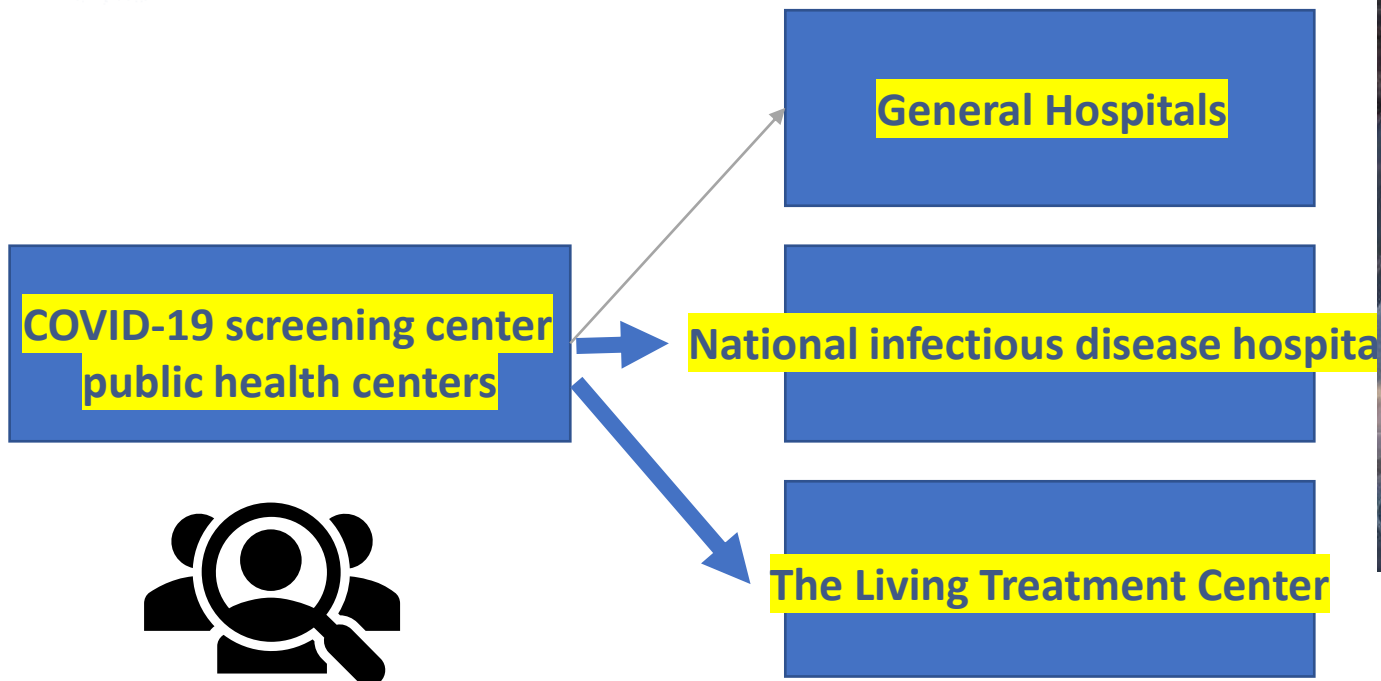 General Hospitals
COVID-19 screening center
public health centers
National infectious disease hospita
The Living Treatment Center